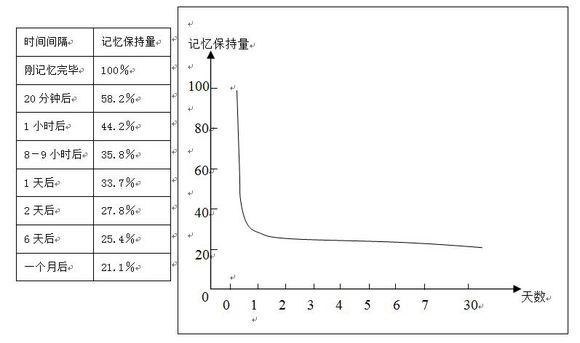 时间间隔 记忆保持量
刚记忆完毕 100%
20 分钟后 58.2%
1 小时后 44.2%
8－9 小时后 35.8%
1 天后 33.7%
2 天后 27.8%
6 天后 25.4%
一个月后 21.1%
记忆保持量
100
80
60
40
20
0
0 1 2 3 4 5 6 7 30
天数